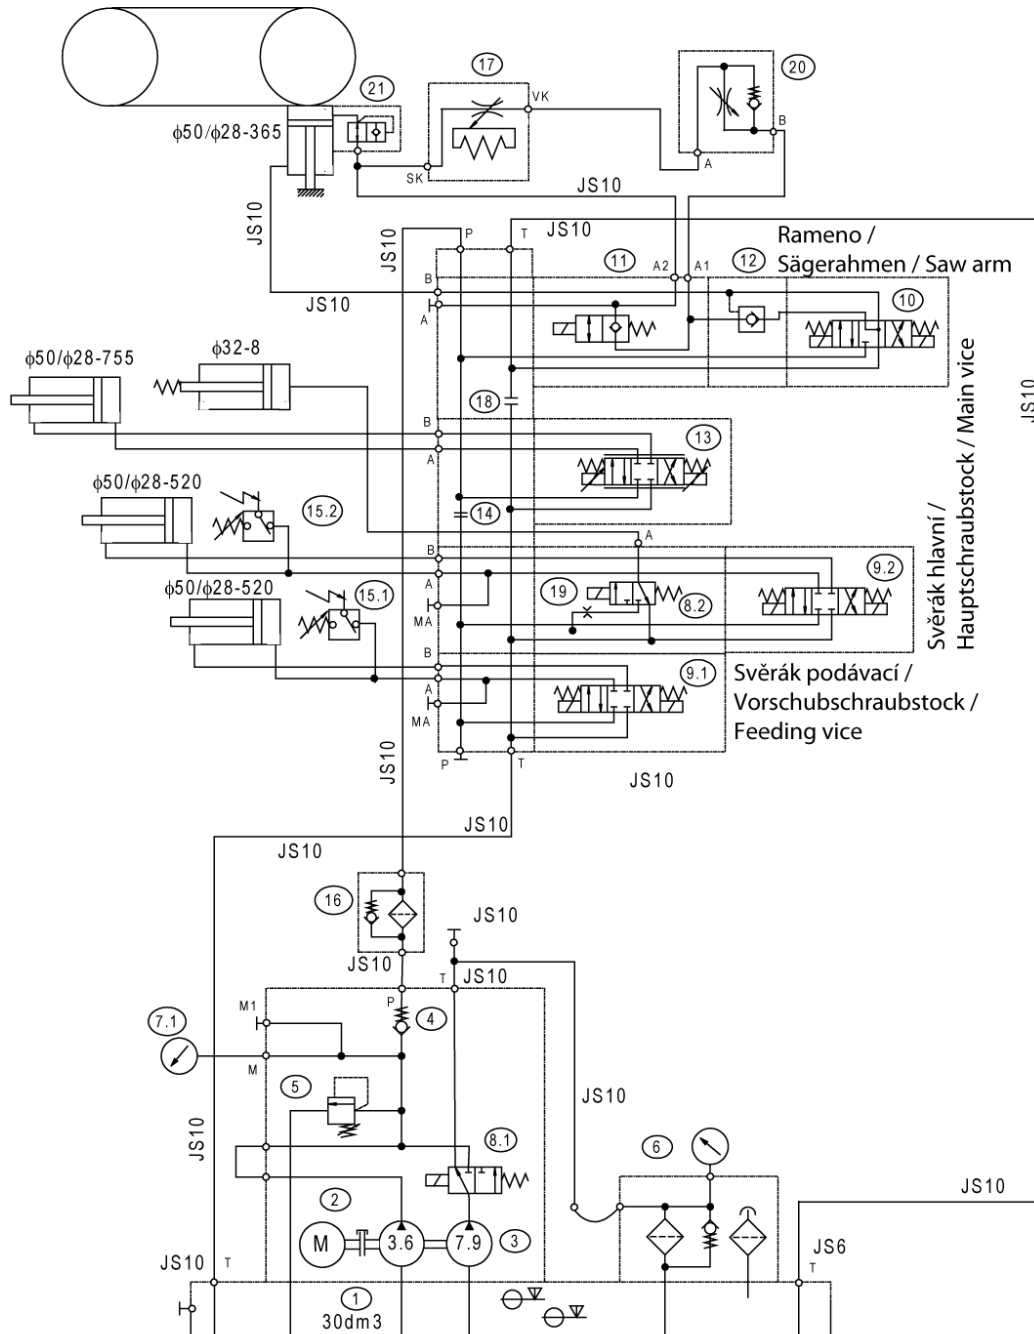 17
20
21
VK
B
ϕ50/ϕ28-365
SK
A
JS10
JS10
JS10
P
T
JS10
Rameno /
Sägerahmen / Saw arm
11
A2
A1
12
B
JS10
A
10
ϕ50/ϕ28-755
ϕ32-8
18
JS10
B
13
A
ϕ50/ϕ28-520
15.2
14
A
B
9.2
A
19
8.2
MA
Svěrák hlavní /
Hauptschraubstock / Main vice
ϕ50/ϕ28-520
15.1
B
9.1
A
MA
Svěrák podávací /
Vorschubschraubstock /
Feeding vice
P
T
JS10
JS10
JS10
JS10
16
JS10
JS10
T
JS10
M1
P
4
7.1
M
5
JS10
8.1
JS10
6
2
JS10
M
3.6
7.9
3
JS10
T
JS6
T
1
30dm3